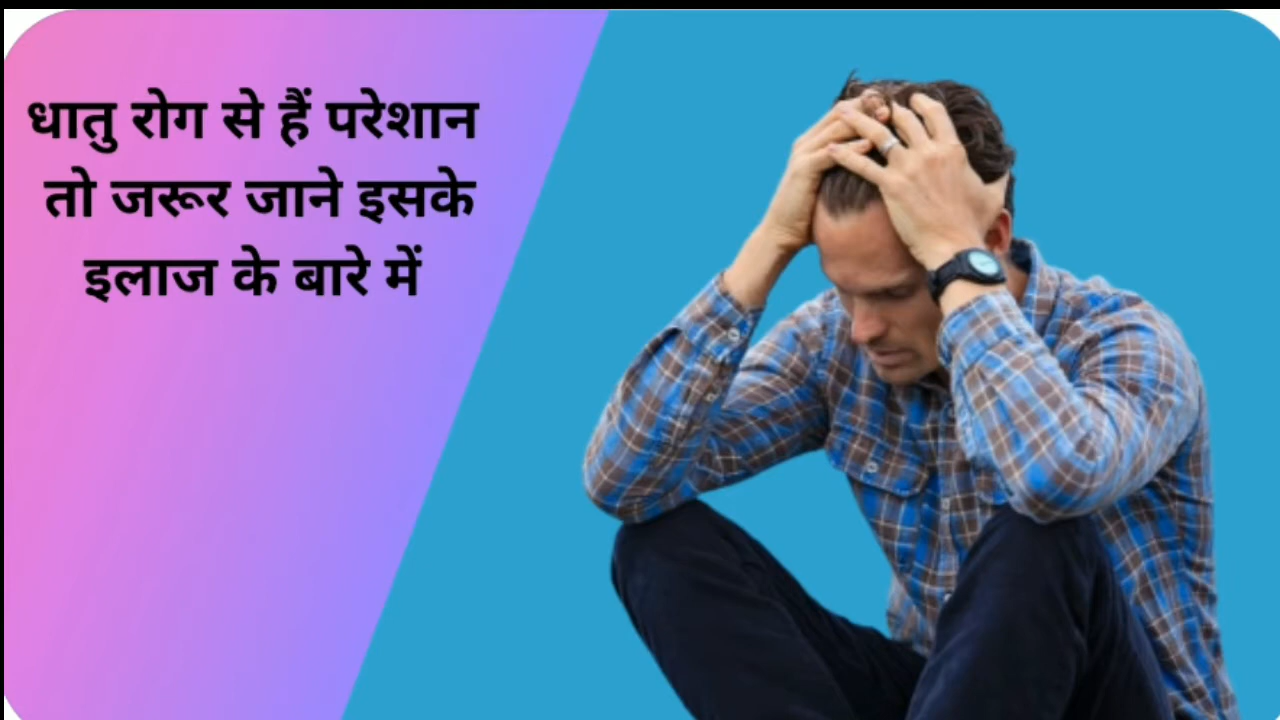 धातु रोग से हैं परेशान
तो जरूर जाने इसके
इलाज के बारे में